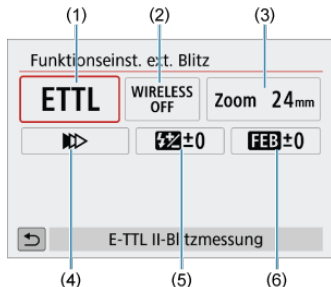 (1) (2) (3)
Funktionseinst. ext. Blitz
ETTL WIRELESS OFF Zoom 24mm
±0 FEB±0
E-TTL II-Blitzmessung
(4) (5) (6)